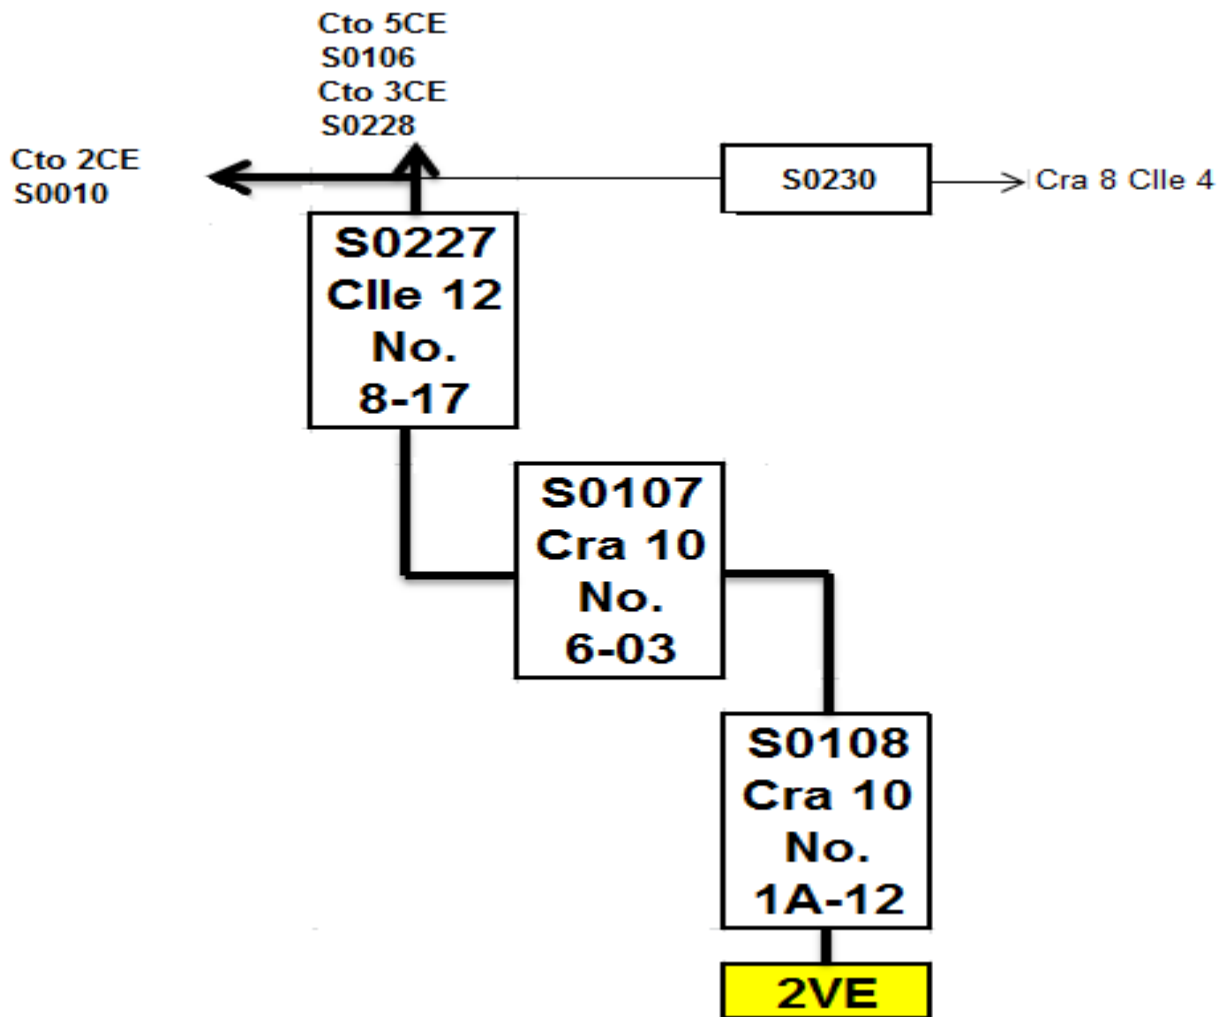 Cto 5CE
S0106
Cto 3CE
S0228
Cto 2CE
S0010
S0230
Cra 8 Clle 4
S0227
Clle 12
No.
8-17
S0107
Cra 10
No.
6-03
S0108
Cra 10
No.
1A-12
2VE